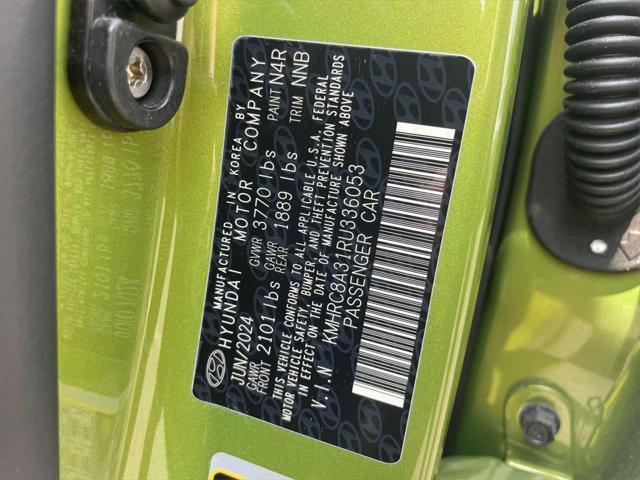 MANUFACTURED IN KOREA BY
HYUNDAI MOTOR COMPANY
JUN/2024 GVWR 3770 lbs PAINT N4R
GAWR FRONT 2101 lbs GAWR REAR 1889 lbs TRIM NNB
THIS VEHICLE CONFORMS TO ALL APPLICABLE U.S.A. FEDERAL
MOTOR VEHICLE SAFETY, BUMPER, AND THEFT PREVENTION STANDARDS
IN EFFECT ON THE DATE OF MANUFACTURE SHOWN ABOVE
V.I.N KMHRC8A31RU336053
PASSENGER CAR